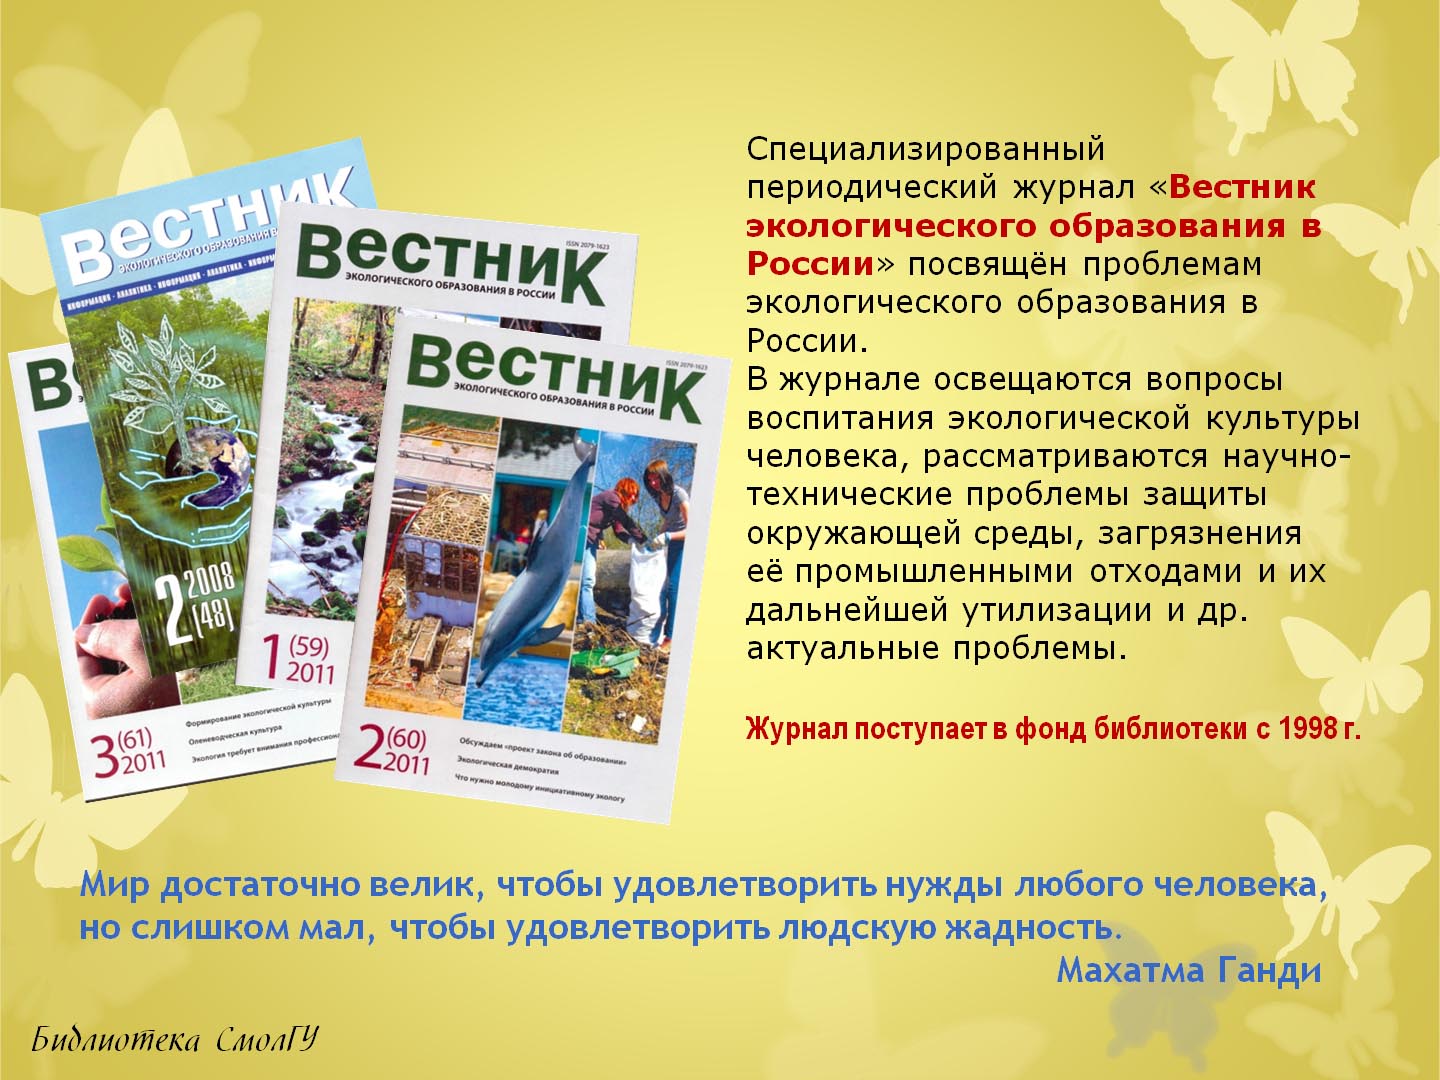 Специализированный
периодический журнал «Вестник
экологического образования в
России» посвящён проблемам
экологического образования в
России.
В журнале освещаются вопросы
воспитания экологической культуры
человека, рассматриваются научно-
технические проблемы защиты
окружающей среды, загрязнения
её промышленными отходами и их
дальнейшей утилизации и др.
актуальные проблемы.
Журнал поступает в фонд библиотеки с 1998 г.
Вестник
ЭКОЛОГИЧЕСКОГО ОБРАЗОВАНИЯ В
ИНФОРМАЦИЯ · АНАЛИТИКА · ИНФОРМАЦИЯ ·
2 2008
(48)
ISSN 2079-1623
Вестник
ЭКОЛОГИЧЕСКОГО ОБРАЗОВАНИЯ В РОССИИ
1 (59)
2011
ISSN 2079-1623
Вестник
ЭКОЛОГИЧЕСКОГО ОБРАЗОВАНИЯ В РОССИИ
2 (60)
2011
Обсуждаем «проект закона об образовании»
Экологическая демократия
Что нужно молодому инициативному экологу
3 (61)
2011
Формирование экологической культуры
Оленеводческая культура
Экология требует внимания
Мир достаточно велик, чтобы удовлетворить нужды любого человека,
но слишком мал, чтобы удовлетворить людскую жадность.
Махатма Ганди
Библиотека СмолГУ